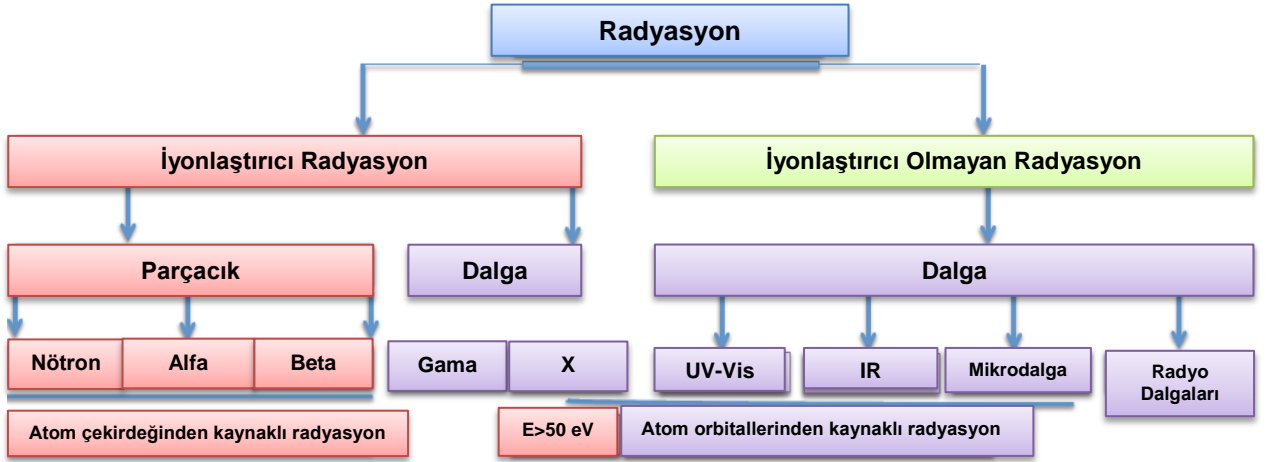 Radyasyon
İyonlaştırıcı Radyasyon
İyonlaştırıcı Olmayan Radyasyon
Parçacık
Dalga
Dalga
Nötron
Alfa
Beta
Gama
X
UV-Vis
IR
Mikrodalga
Radyo
Dalgaları
Atom çekirdeğinden kaynaklı radyasyon
E>50 eV
Atom orbitallerinden kaynaklı radyasyon